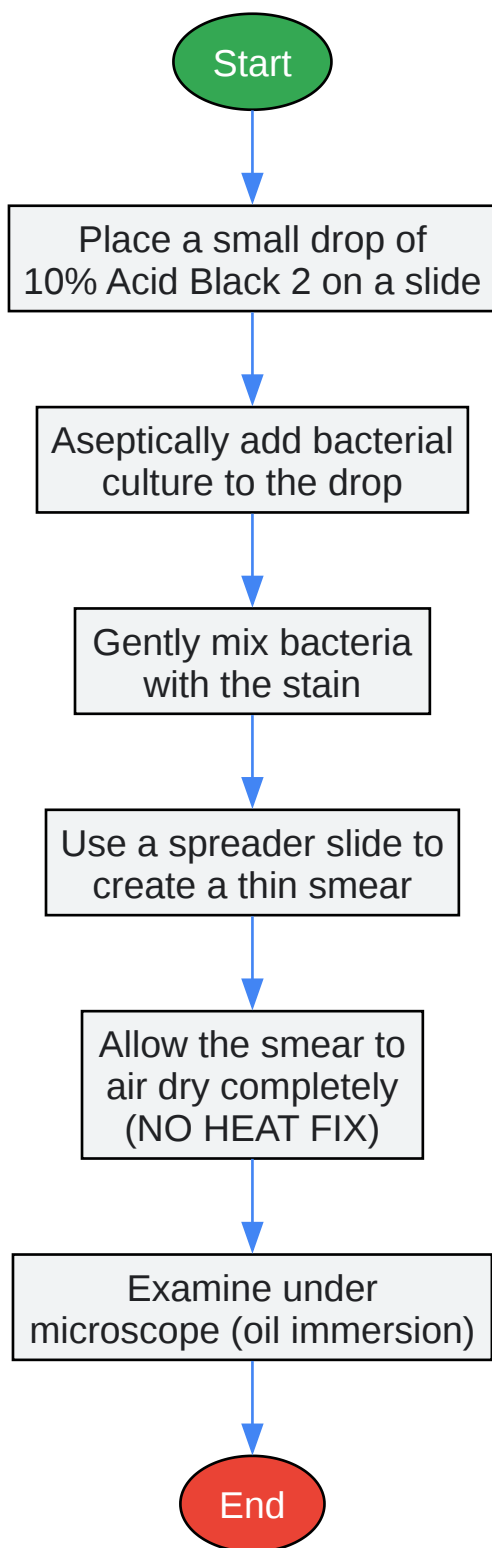 Start
Place a small drop of
10% Acid Black 2 on a slide
Aseptically add bacterial
culture to the drop
Gently mix bacteria
with the stain
Use a spreader slide to
create a thin smear
Allow the smear to
air dry completely
(NO HEAT FIX)
Examine under
microscope (oil immersion)
End